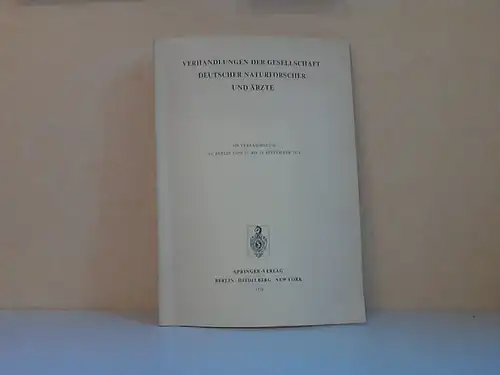 VERHANDLUNGEN DER GESELLSCHAFT
DEUTSCHER NATURFORSCHER
UND ÄRZTE
SPRINGER-VERLAG
BERLIN · HEIDELBERG · NEW YORK